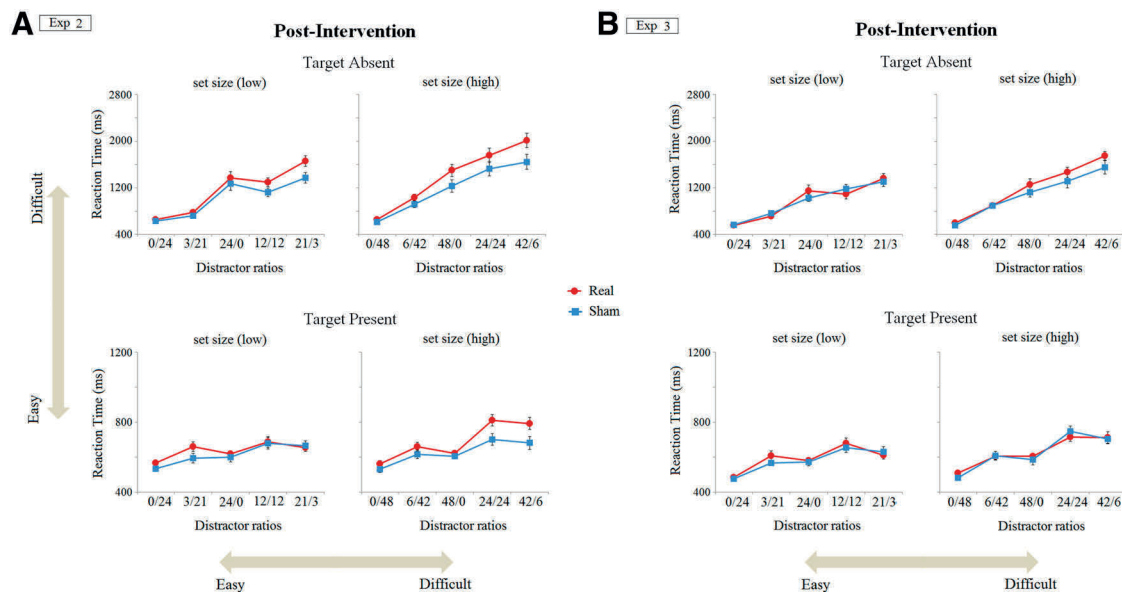 A Exp 2
Post-Intervention
Target Absent
set size (low) set size (high)
Reaction Time (ms)
2800
2000
1200
400
0/24 3/21 24/0 12/12 21/3
Distractor ratios
0/48 6/42 48/0 24/24 42/6
Distractor ratios
Target Present
set size (low) set size (high)
Reaction Time (ms)
1200
800
400
0/24 3/21 24/0 12/12 21/3
Distractor ratios
0/48 6/42 48/0 24/24 42/6
Distractor ratios
Difficult
Easy
Easy Difficult
Real
Sham
B Exp 3
Post-Intervention
Target Absent
set size (low) set size (high)
Reaction Time (ms)
2800
2000
1200
400
0/24 3/21 24/0 12/12 21/3
Distractor ratios
0/48 6/42 48/0 24/24 42/6
Distractor ratios
Target Present
set size (low) set size (high)
Reaction Time (ms)
1200
800
400
0/24 3/21 24/0 12/12 21/3
Distractor ratios
0/48 6/42 48/0 24/24 42/6
Distractor ratios
Easy Difficult